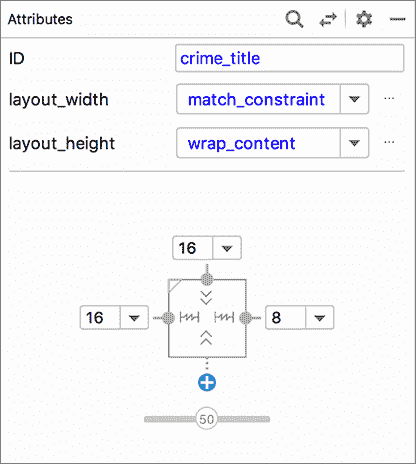 Attributes
ID crime_title
layout_width match_constraint ...
layout_height wrap_content ...
16
16 8
50